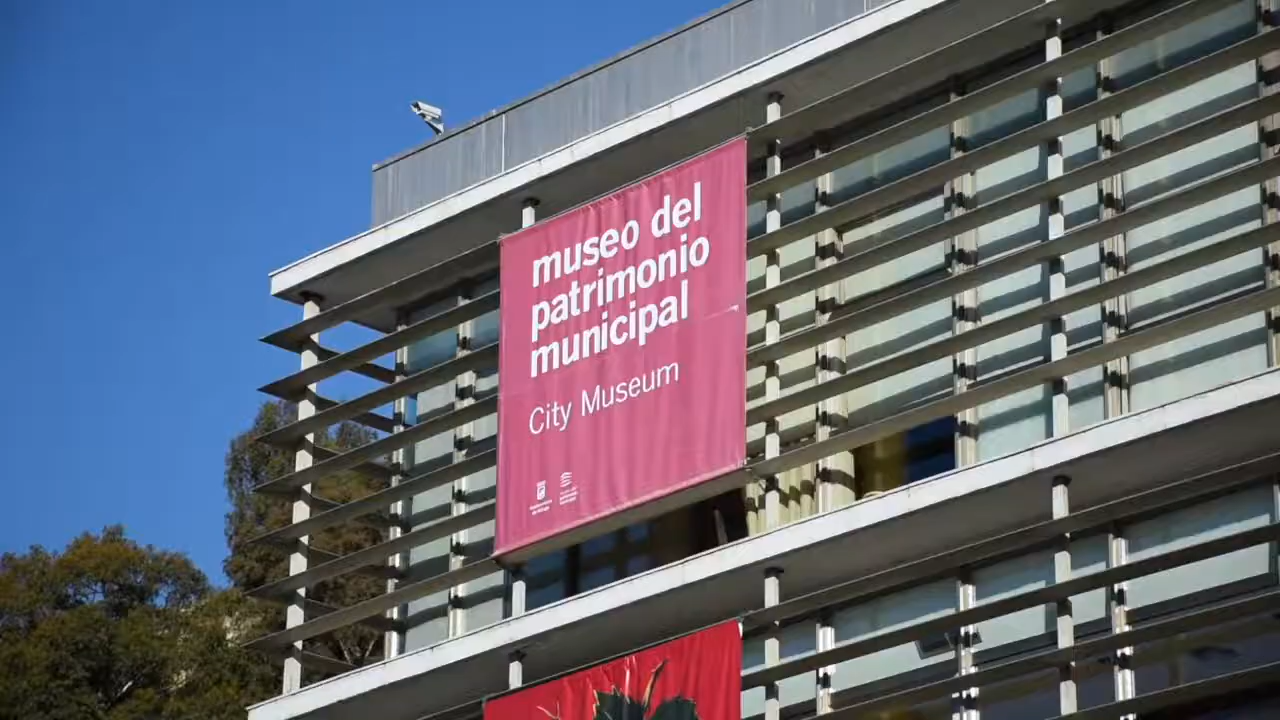 museo del
patrimonio
municipal
City Museum